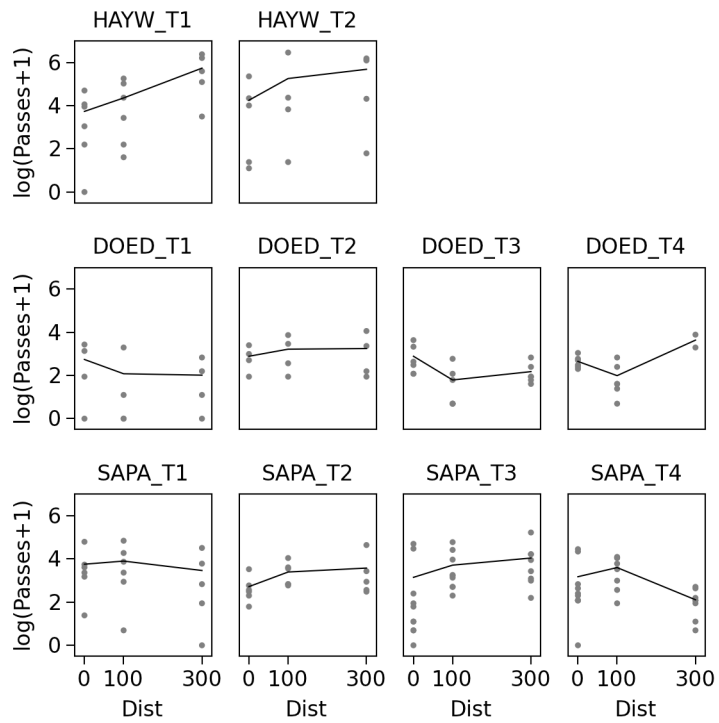 HAYW_T1 HAYW_T2
log(Passes+1)
6
4
2
0
DOED_T1 DOED_T2 DOED_T3 DOED_T4
log(Passes+1)
6
4
2
0
SAPA_T1 SAPA_T2 SAPA_T3 SAPA_T4
log(Passes+1)
6
4
2
0
0 100 300 0 100 300 0 100 300 0 100 300
Dist Dist Dist Dist